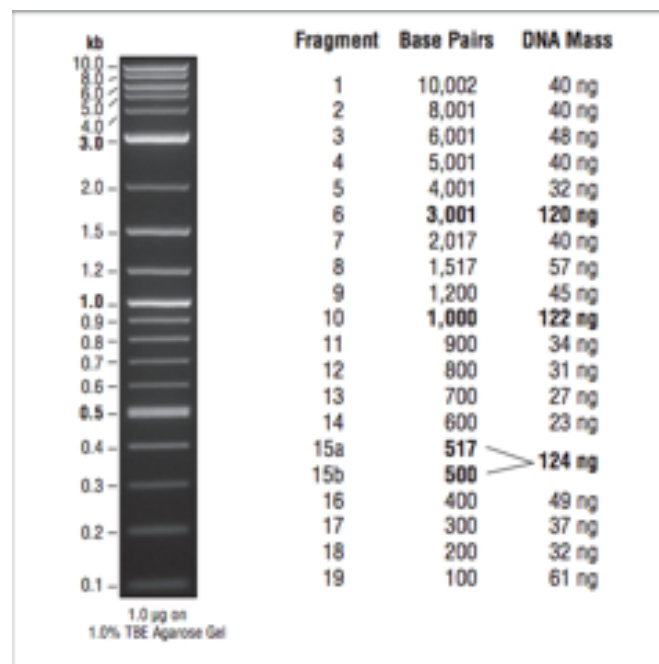 kb
10.0
8.0
6.0
5.0
4.0
3.0
2.0
1.5
1.2
1.0
0.9
0.8
0.7
0.6
0.5
0.4
0.3
0.2
0.1
1.0 µg on
1.0% TBE Agarose Gel
Fragment Base Pairs DNA Mass
1 10,002 40 ng
2 8,001 40 ng
3 6,001 48 ng
4 5,001 40 ng
5 4,001 32 ng
6 3,001 120 ng
7 2,017 40 ng
8 1,517 57 ng
9 1,200 45 ng
10 1,000 122 ng
11 900 34 ng
12 800 31 ng
13 700 27 ng
14 600 23 ng
15a 517
124 ng
15b 500
16 400 49 ng
17 300 37 ng
18 200 32 ng
19 100 61 ng